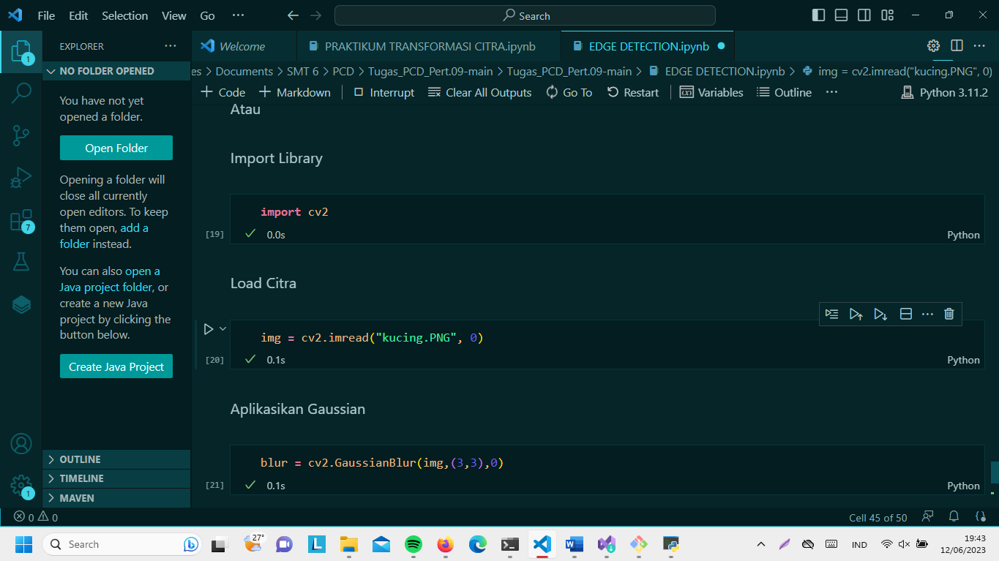 File Edit Selection View Go ···
Search
EXPLORER ···
NO FOLDER OPENED
You have not yet
opened a folder.
Open Folder
Opening a folder will
close all currently
open editors. To keep
them open, add a
folder instead.
You can also open a
Java project folder, or
create a new Java
project by clicking the
button below.
Create Java Project
OUTLINE
TIMELINE
MAVEN
1
7
1
Welcome PRAKTIKUM TRANSFORMASI CITRA.ipynb EDGE DETECTION.ipynb
es > Documents > SMT 6 > PCD > Tugas_PCD_Pert.09-main > Tugas_PCD_Pert.09-main > EDGE DETECTION.ipynb > img = cv2.imread("kucing.PNG", 0)
+ Code + Markdown Interrupt Clear All Outputs Go To Restart Variables Outline ··· Python 3.11.2
Atau
Import Library
import cv2
[19] 0.0s Python
Load Citra
img = cv2.imread("kucing.PNG", 0)
[20] 0.1s Python
Aplikasikan Gaussian
blur = cv2.GaussianBlur(img,(3,3),0)
[21] 0.1s Python
0 0 Cell 45 of 50
Search 27° L IND 19:43
12/06/2023